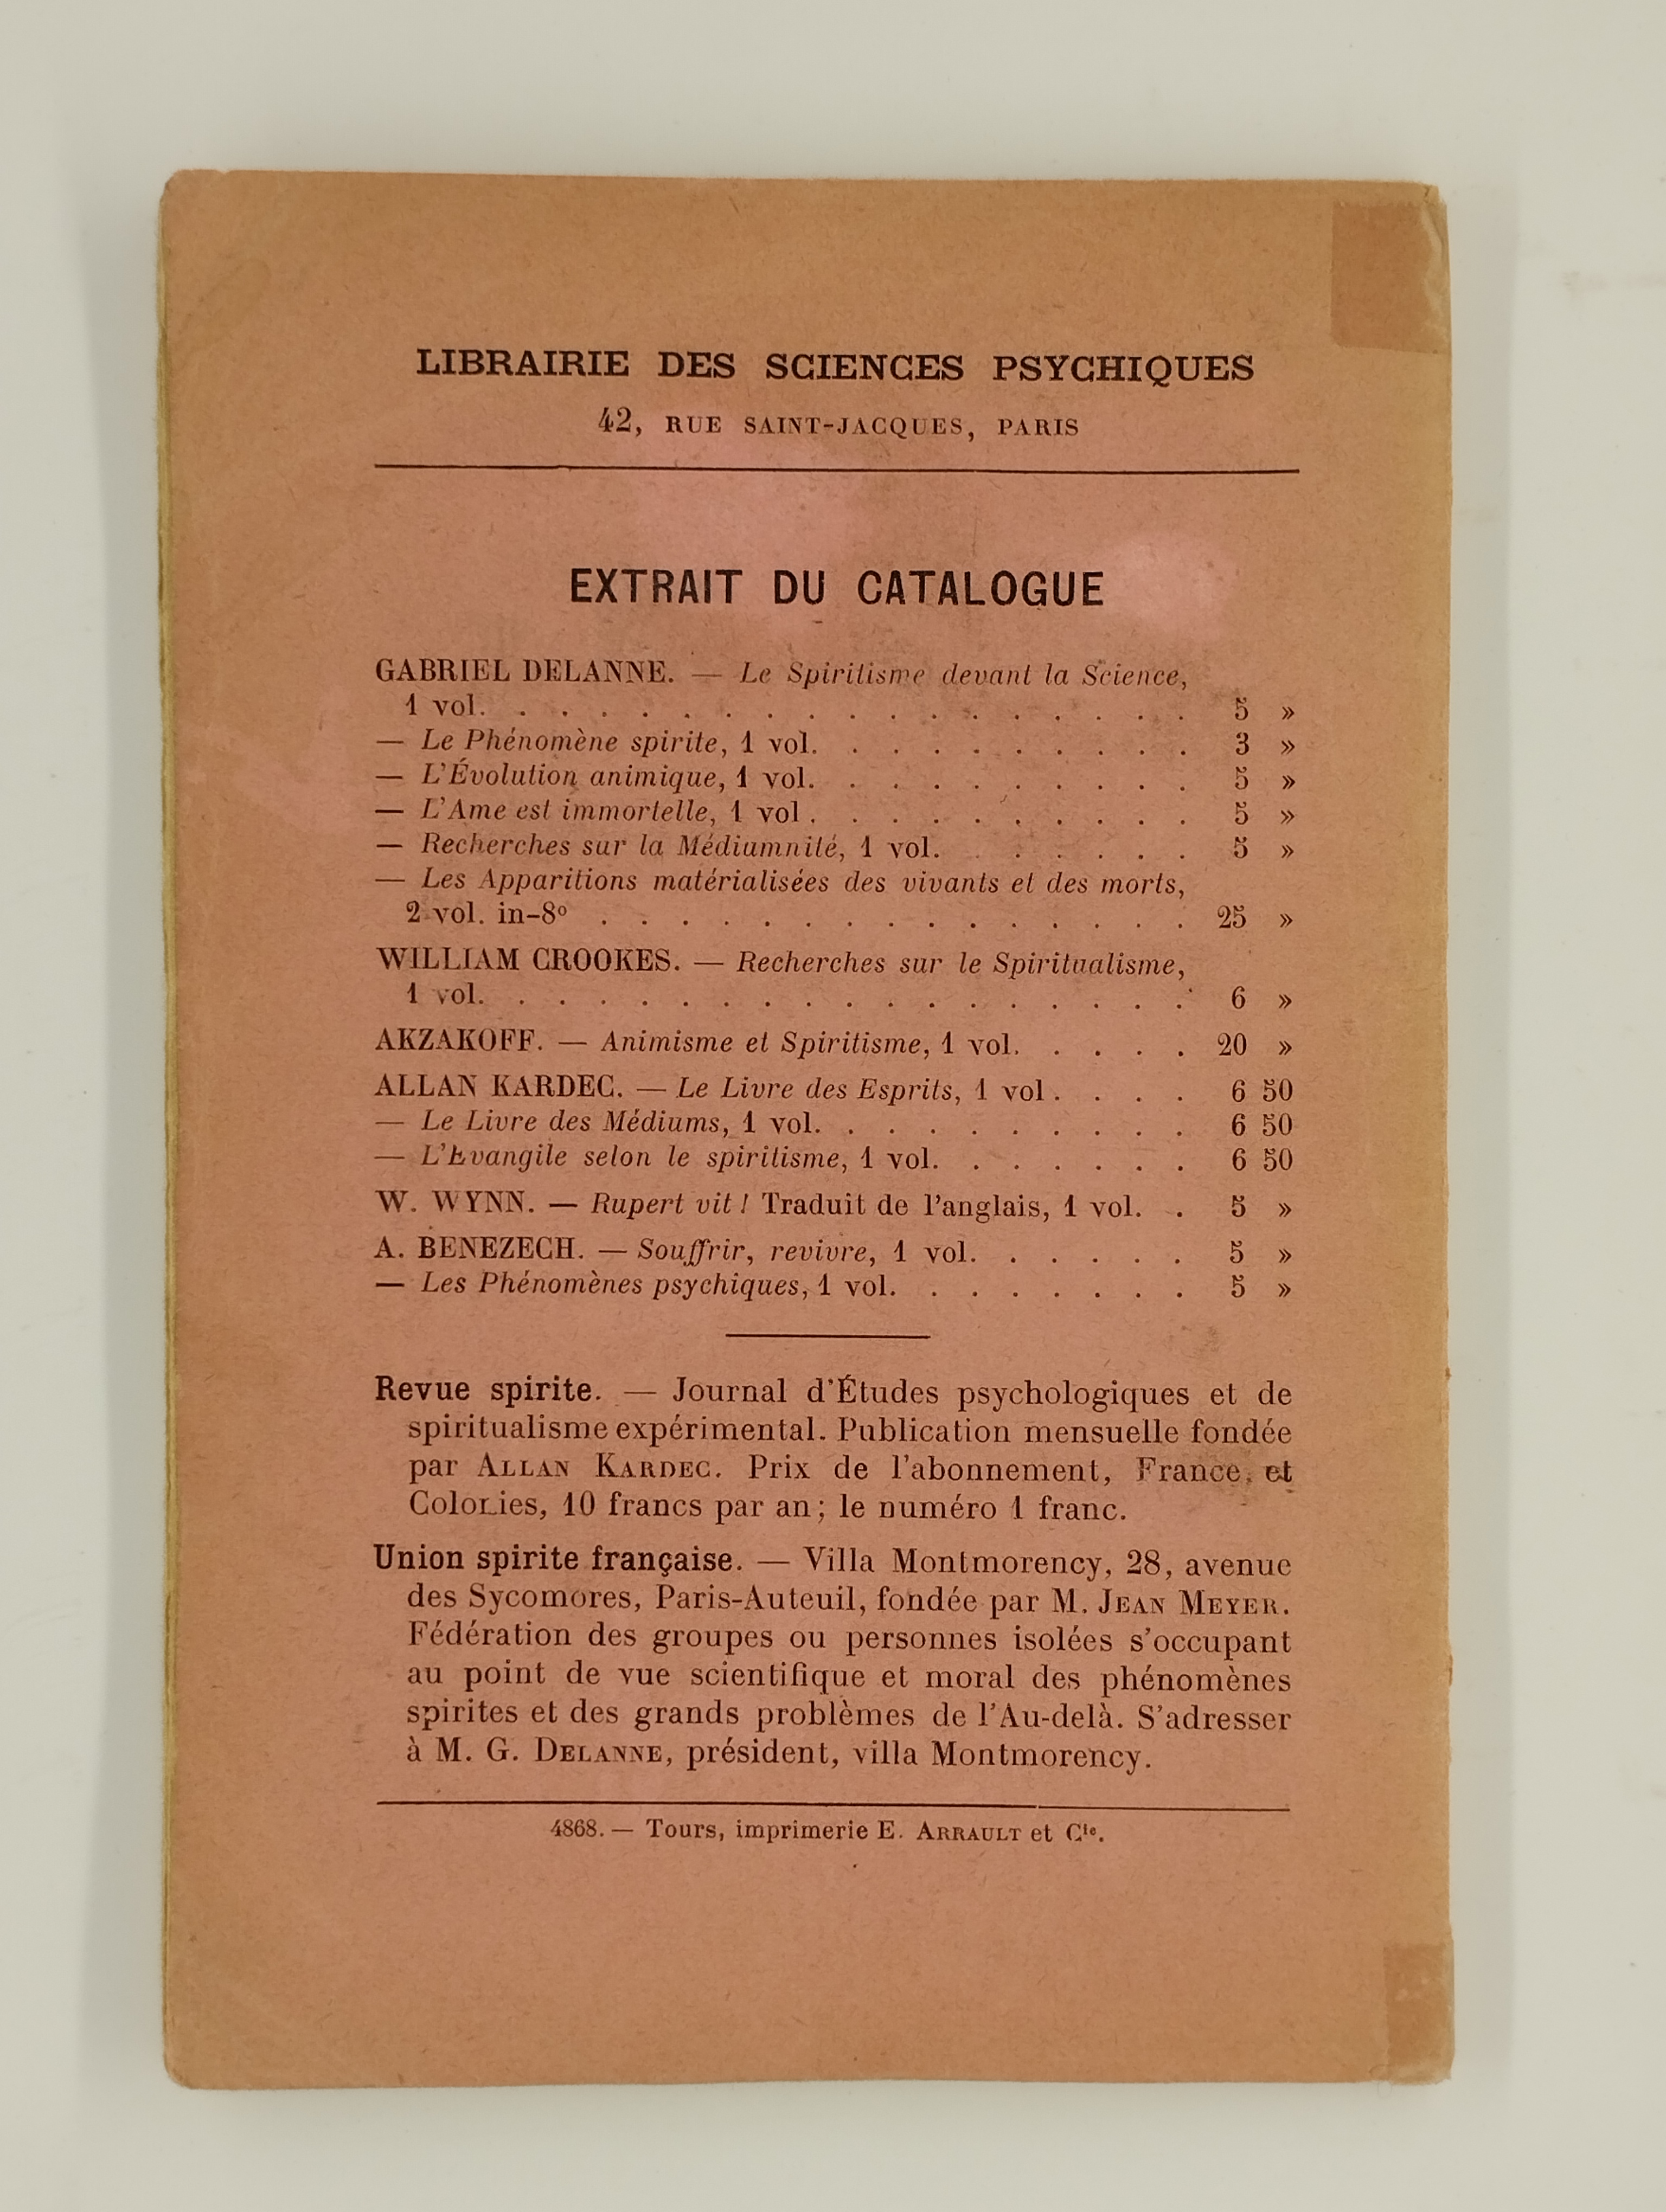 LIBRAIRIE DES SCIENCES PSYCHIQUES
42, RUE SAINT-JACQUES, PARIS
EXTRAIT DU CATALOGUE
GABRIEL DELANNE. — Le Spiritisme devant la Science,
1 vol. . . . . . . . . . . . . . . . . . 5 »
— Le Phénomène spirite, 1 vol. . . . . . . . . . 3 »
— L'Évolution animique, 1 vol. . . . . . . . . . 5 »
— L'Ame est immortelle, 1 vol . . . . . . . . . . 5 »
— Recherches sur la Médiumnité, 1 vol. . . . . . . 5 »
— Les Apparitions matérialisées des vivants et des morts,
2 vol. in-8º . . . . . . . . . . . . . . . 25 »
WILLIAM CROOKES. — Recherches sur le Spiritualisme,
1 vol. . . . . . . . . . . . . . . . . . 6 »
AKZAKOFF. — Animisme et Spiritisme, 1 vol. . . . . 20 »
ALLAN KARDEC. — Le Livre des Esprits, 1 vol . . . . 6 50
— Le Livre des Médiums, 1 vol. . . . . . . . . . 6 50
— L'Evangile selon le spiritisme, 1 vol. . . . . . . 6 50
W. WYNN. — Rupert vit ! Traduit de l'anglais, 1 vol. . 5 »
A. BENEZECH. — Souffrir, revivre, 1 vol. . . . . . 5 »
— Les Phénomènes psychiques, 1 vol. . . . . . . . 5 »
Revue spirite. — Journal d'Études psychologiques et de
spiritualisme expérimental. Publication mensuelle fondée
par ALLAN KARDEC. Prix de l'abonnement, France et
Colonies, 10 francs par an ; le numéro 1 franc.
Union spirite française. — Villa Montmorency, 28, avenue
des Sycomores, Paris-Auteuil, fondée par M. JEAN MEYER.
Fédération des groupes ou personnes isolées s'occupant
au point de vue scientifique et moral des phénomènes
spirites et des grands problèmes de l'Au-delà. S'adresser
à M. G. DELANNE, président, villa Montmorency.
4868. — Tours, imprimerie E. ARRAULT et Cie.